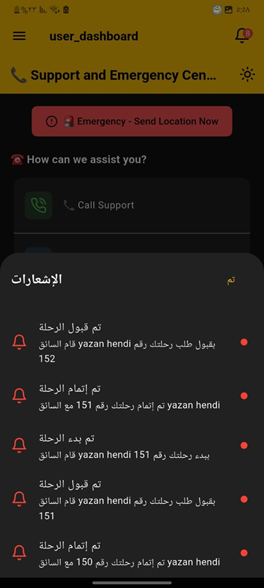 ٪٢٢
٨:٥٨
user_dashboard
9
📞 Support and Emergency Cen...
🚨 Emergency - Send Location Now
☎️ How can we assist you?
📞 Call Support
الإشعارات
تم
تم قبول الرحلة
قام السائق yazan hendi بقبول طلب رحلتك رقم
152
تم إتمام الرحلة
تم إتمام رحلتك رقم 151 مع السائق yazan hendi
تم بدء الرحلة
قام السائق yazan hendi ببدء رحلتك رقم 151
تم قبول الرحلة
قام السائق yazan hendi بقبول طلب رحلتك رقم
151
تم إتمام الرحلة
تم إتمام رحلتك رقم 150 مع السائق yazan hendi